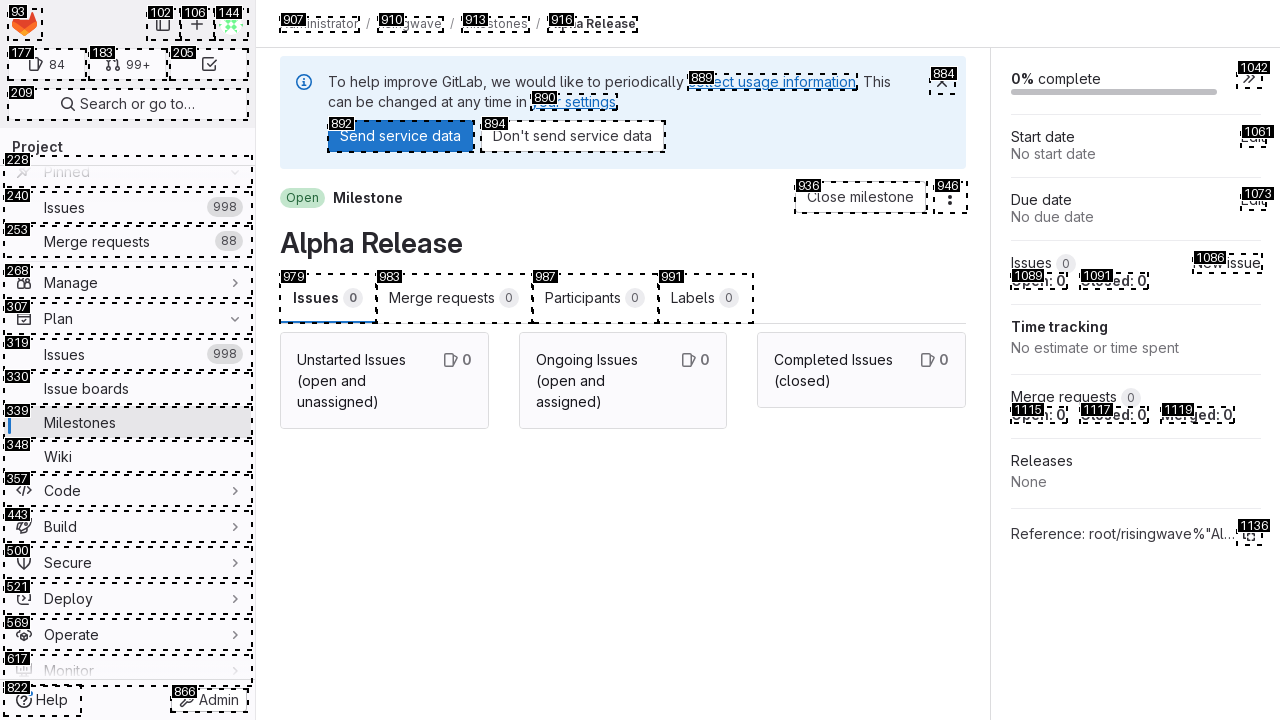 93
102
106
144
177
84
183
99+
205
209
Search or go to…
Project
228
Pinned
240
Issues
998
253
Merge requests
88
268
Manage
307
Plan
319
Issues
998
330
Issue boards
339
Milestones
348
Wiki
357
Code
443
Build
500
Secure
521
Deploy
569
Operate
617
Monitor
822
Help
866
Admin
907 910 913 916
Administrator / risingwave / Milestones / Alpha Release
To help improve GitLab, we would like to periodically 889 collect usage information. This
can be changed at any time in 890 your settings.
884
892
Send service data
894
Don't send service data
Open
Milestone
936
Close milestone
946
Alpha Release
979
Issues 0
983
Merge requests 0
987
Participants 0
991
Labels 0
Unstarted Issues
(open and
unassigned)
0
Ongoing Issues
(open and
assigned)
0
Completed Issues
(closed)
0
0% complete
1042
Start date
1061
Edit
No start date
Due date
1073
Edit
No due date
Issues 0
1086
New issue
1089 1091
Open: 0 Closed: 0
Time tracking
No estimate or time spent
Merge requests 0
1115 1117 1119
Open: 0 Closed: 0 Merged: 0
Releases
None
Reference: root/risingwave%"Al…
1136